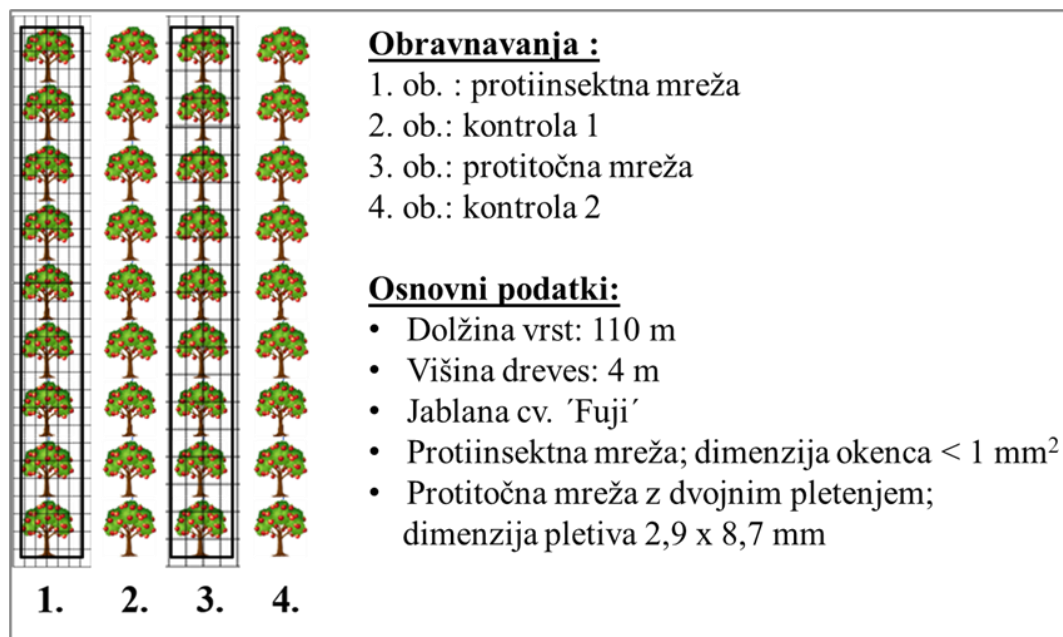 Obravnavanja :
1. ob. : protiinsektna mreža
2. ob.: kontrola 1
3. ob.: protitočna mreža
4. ob.: kontrola 2
Osnovni podatki:
• Dolžina vrst: 110 m
• Višina dreves: 4 m
• Jablana cv. ´Fuji´
• Protiinsektna mreža; dimenzija okenca < 1 mm²
• Protitočna mreža z dvojnim pletenjem;
dimenzija pletiva 2,9 x 8,7 mm
1. 2. 3. 4.